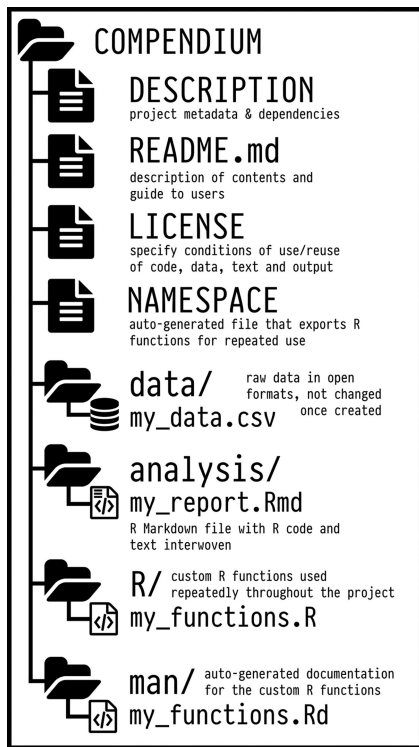 COMPENDIUM
DESCRIPTION
project metadata & dependencies
README.md
description of contents and
guide to users
LICENSE
specify conditions of use/reuse
of code, data, text and output
NAMESPACE
auto-generated file that exports R
functions for repeated use
data/
raw data in open
formats, not changed
once created
my_data.csv
analysis/
my_report.Rmd
R Markdown file with R code and
text interwoven
R/
custom R functions used
repeatedly throughout the project
my_functions.R
man/
auto-generated documentation
for the custom R functions
my_functions.Rd